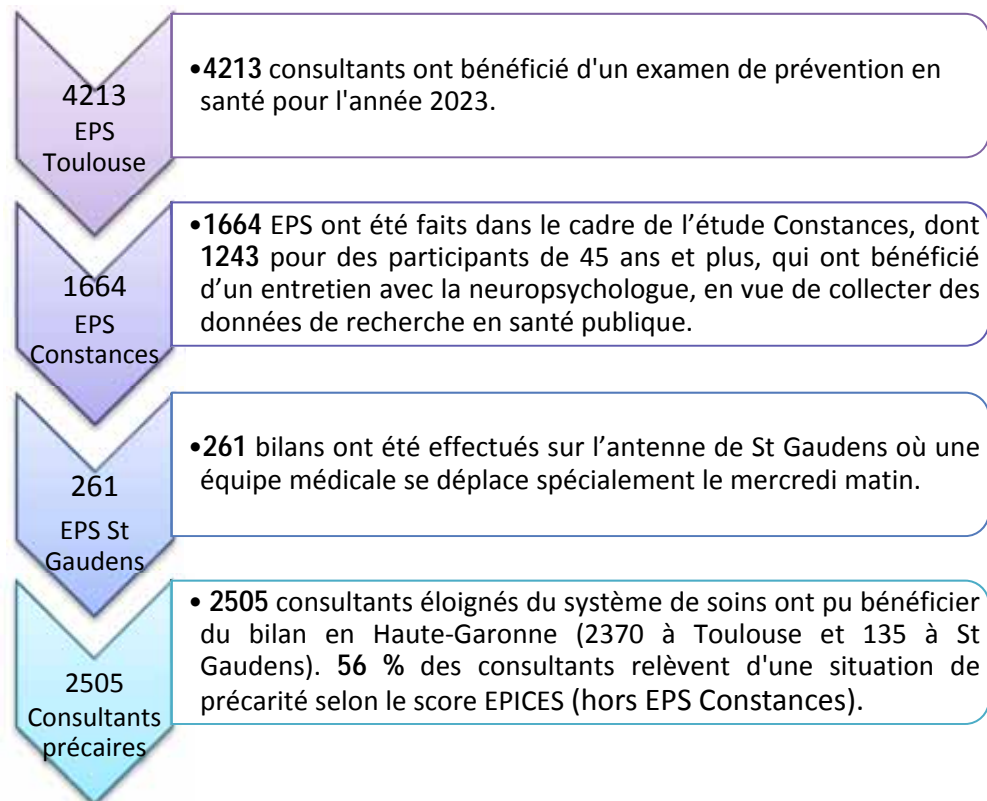 4213
EPS
Toulouse
•4213 consultants ont bénéficié d'un examen de prévention en
santé pour l'année 2023.
1664
EPS
Constances
•1664 EPS ont été faits dans le cadre de l’étude Constances, dont
1243 pour des participants de 45 ans et plus, qui ont bénéficié
d’un entretien avec la neuropsychologue, en vue de collecter des
données de recherche en santé publique.
261
EPS St
Gaudens
•261 bilans ont été effectués sur l’antenne de St Gaudens où une
équipe médicale se déplace spécialement le mercredi matin.
2505
Consultants
précaires
• 2505 consultants éloignés du système de soins ont pu bénéficier
du bilan en Haute-Garonne (2370 à Toulouse et 135 à St
Gaudens). 56 % des consultants relèvent d'une situation de
précarité selon le score EPICES (hors EPS Constances).